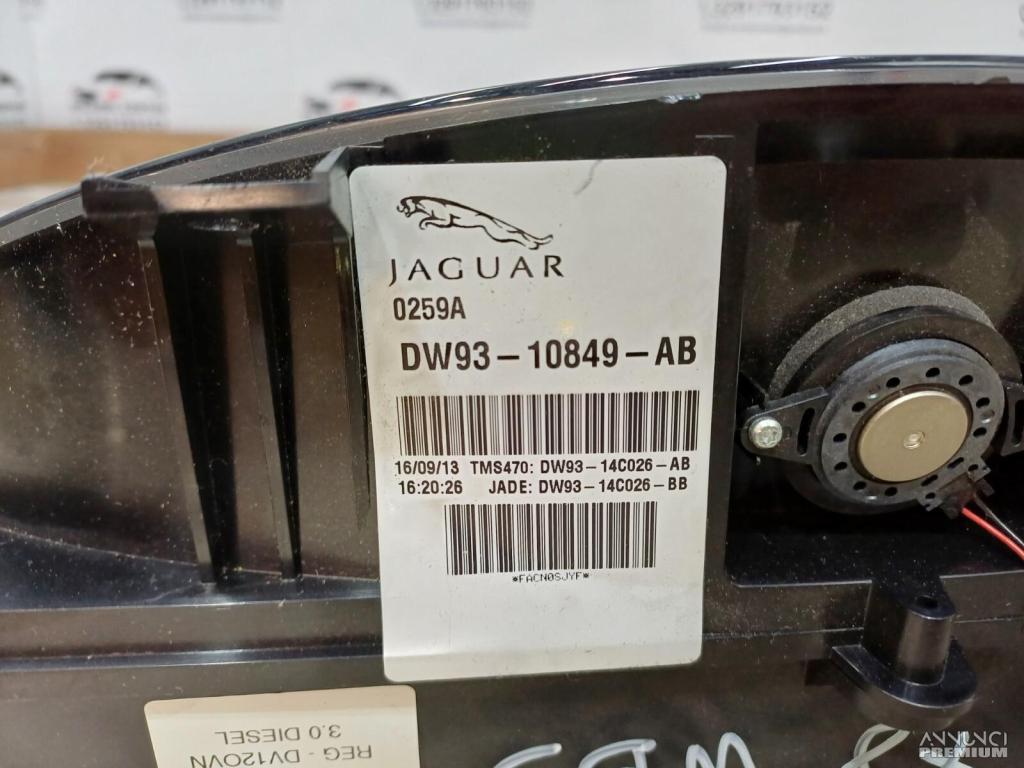 JAGUAR
0259A
DW93-10849-AB
16/09/13 TMS470: DW93-14C026-AB
16:20:26 JADE: DW93-14C026-BB
*FACN0SJYF*
REG - DV12OVN
3.0 DIESEL
ANNUNCI
PREMIUM